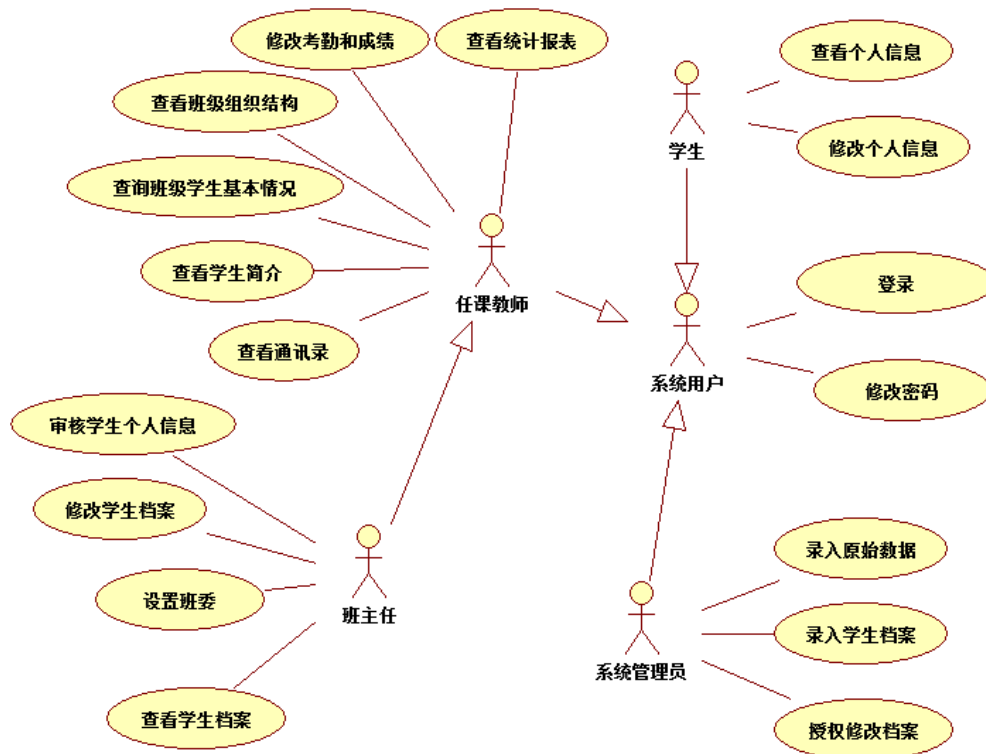 修改考勤和成绩
查看统计报表
查看个人信息
查看班级组织结构
学生
修改个人信息
查询班级学生基本情况
查看学生简介
任课教师
登录
查看通讯录
系统用户
修改密码
审核学生个人信息
修改学生档案
录入原始数据
设置班委
班主任
录入学生档案
系统管理员
查看学生档案
授权修改档案